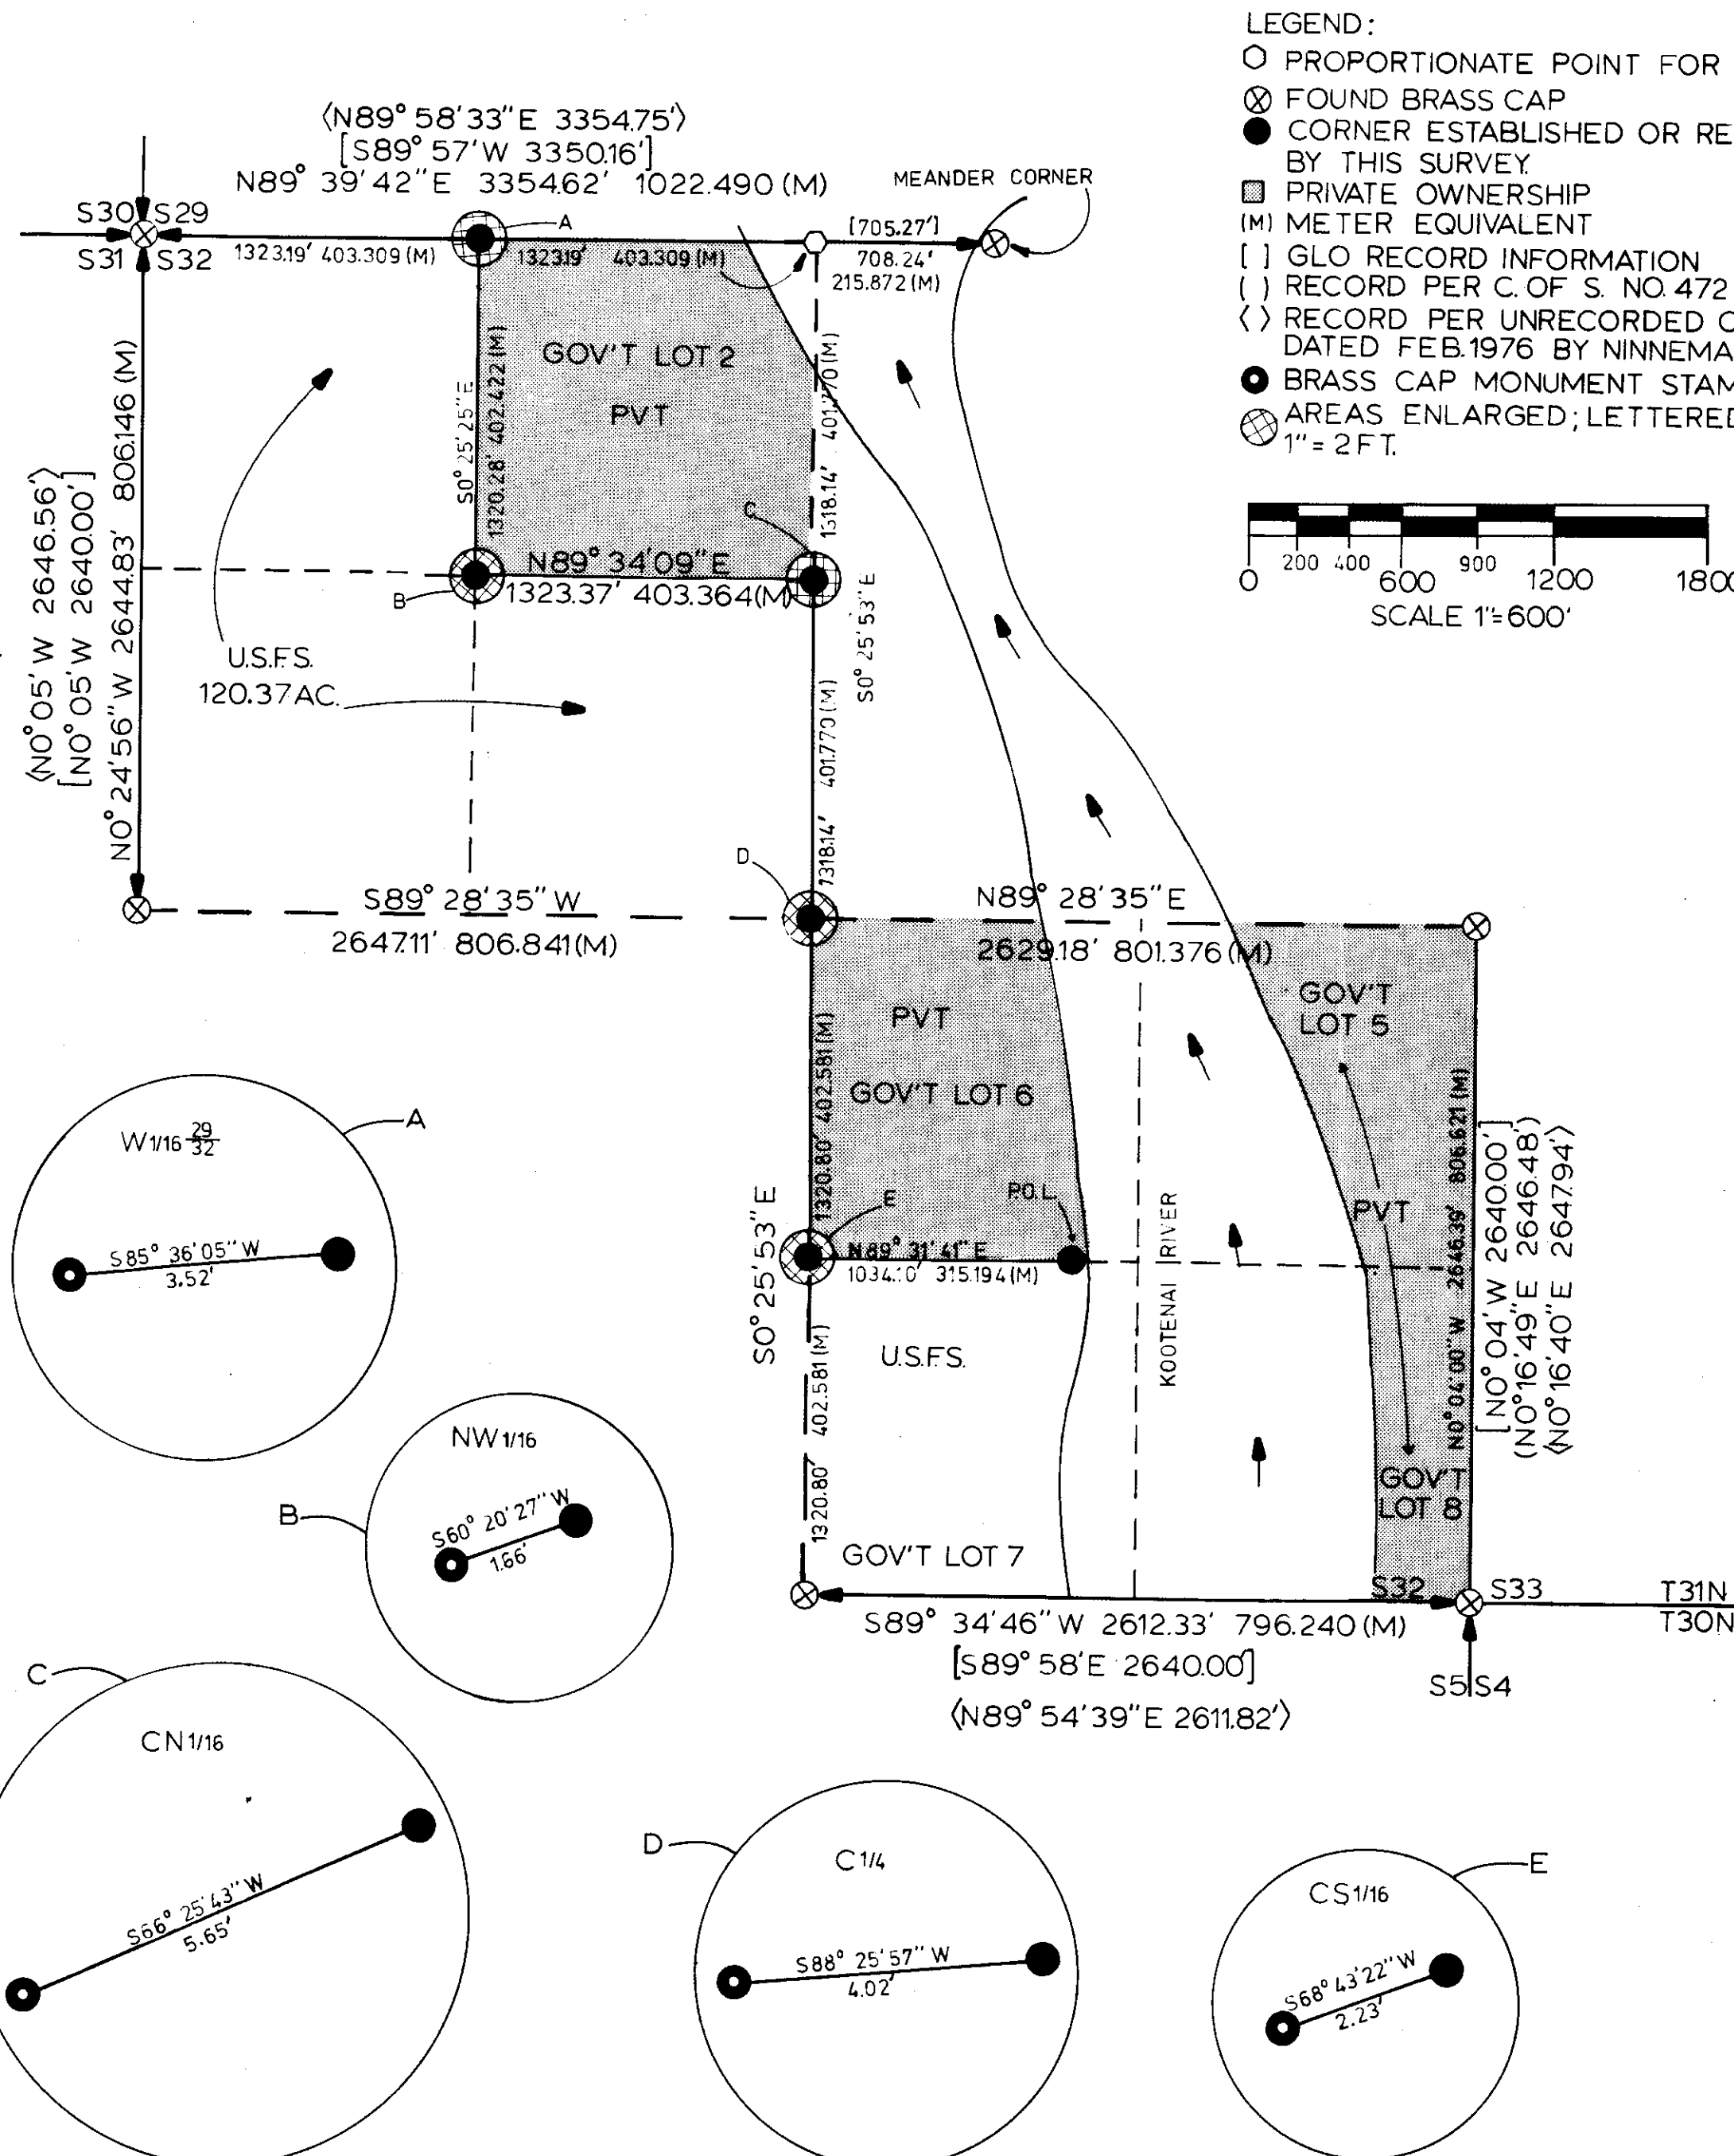 LEGEND:
PROPORTIONATE POINT FOR
FOUND BRASS CAP
CORNER ESTABLISHED OR RE
BY THIS SURVEY.
PRIVATE OWNERSHIP
(M) METER EQUIVALENT
[ ] GLO RECORD INFORMATION
( ) RECORD PER C. OF S. NO. 472
〈 〉 RECORD PER UNRECORDED
DATED FEB. 1976 BY NINNEMA
BRASS CAP MONUMENT STAM
AREAS ENLARGED; LETTERED
1"= 2 FT.
0 200 400 600 900 1200 1800
SCALE 1"=600'
〈N89° 58'33"E 3354.75'〉
[S89° 57'W 3350.16']
N89° 39'42"E 3354.62' 1022.490 (M)
MEANDER CORNER
S30 S29
S31 S32
A
1323.19' 403.309 (M)
1323.19' 403.309 (M)
[705.27']
708.24'
215.872 (M)
GOV'T LOT 2
PVT
S0° 25'25"E
1320.28' 402.422 (M)
1318.14' 401.770 (M)
C
N89° 34'09"E
1323.37' 403.364(M)
B
〈N0° 05' W 2646.56'〉
[N0° 05' W 2640.00']
N0° 24'56" W 2644.83' 806.146 (M)
U.S.F.S.
120.37 AC.
S0° 25'53"E
1318.14' 401.770 (M)
D
S89° 28'35" W
2647.11' 806.841(M)
N89° 28'35"E
2629.18' 801.376 (M)
PVT
GOV'T LOT 6
1320.80' 402.581 (M)
GOV'T
LOT 5
PVT
E
P.O.L.
N89° 31'41"E
1034.10' 315.194 (M)
S0° 25'53"E
1320.80' 402.581 (M)
U.S.F.S.
KOOTENAI RIVER
N0° 04'00" W 2646.39' 806.621 (M)
[N0° 04' W 2640.00']
(N0° 16'49"E 2646.48')
〈N0° 16'40"E 2647.94'〉
GOV'T
LOT 8
GOV'T LOT 7
S32 S33
T31N
T30N
S5 S4
S89° 34'46" W 2612.33' 796.240 (M)
[S89° 58'E 2640.00']
〈N89° 54'39"E 2611.82'〉
A
W 1/16 29/32
S85° 36'05" W
3.52'
B
NW 1/16
S60° 20'27" W
1.66'
C
CN 1/16
S66° 25'43" W
5.65'
D
C 1/4
S88° 25'57" W
4.02'
E
CS 1/16
S68° 43'22" W
2.23'